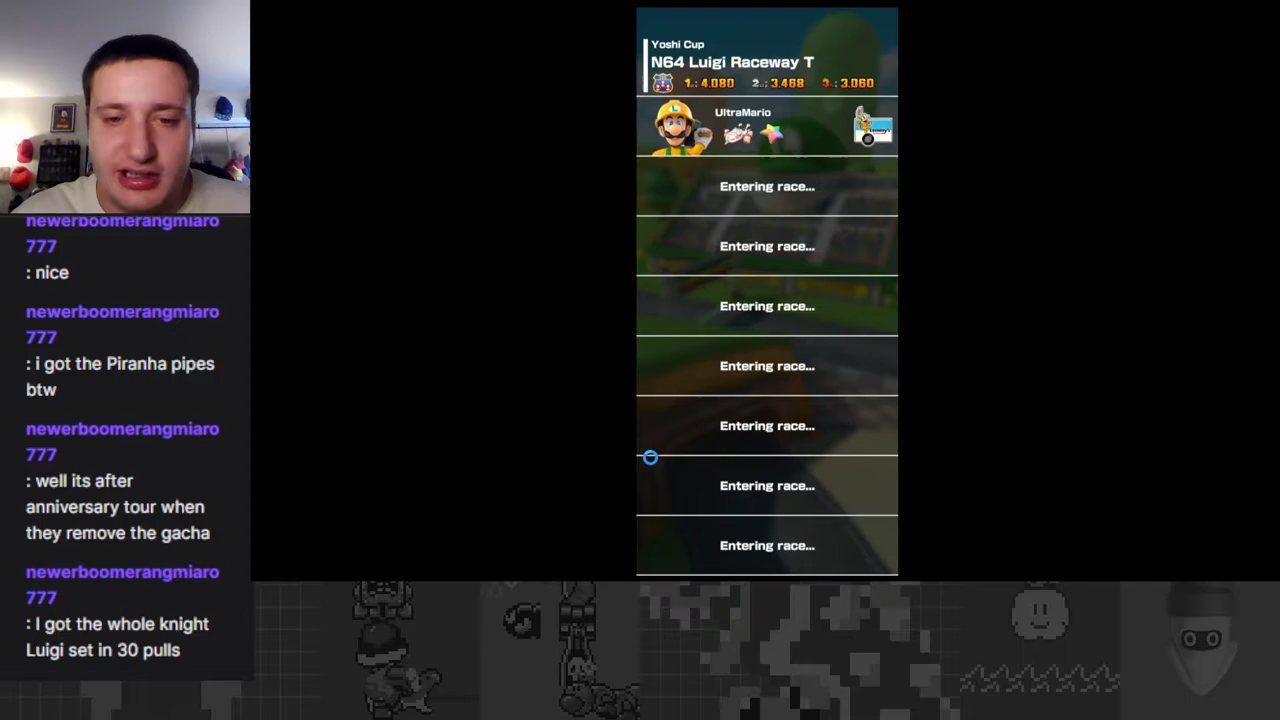 newerboomerangmiaro
777
: nice
newerboomerangmiaro
777
: i got the Piranha pipes
btw
newerboomerangmiaro
777
: well its after
anniversary tour when
they remove the gacha
newerboomerangmiaro
777
: I got the whole knight
Luigi set in 30 pulls
Yoshi Cup
N64 Luigi Raceway T
1st: 4.080 2nd: 3.468 3rd: 3.060
UltraMario
Entering race...
Entering race...
Entering race...
Entering race...
Entering race...
Entering race...
Entering race...